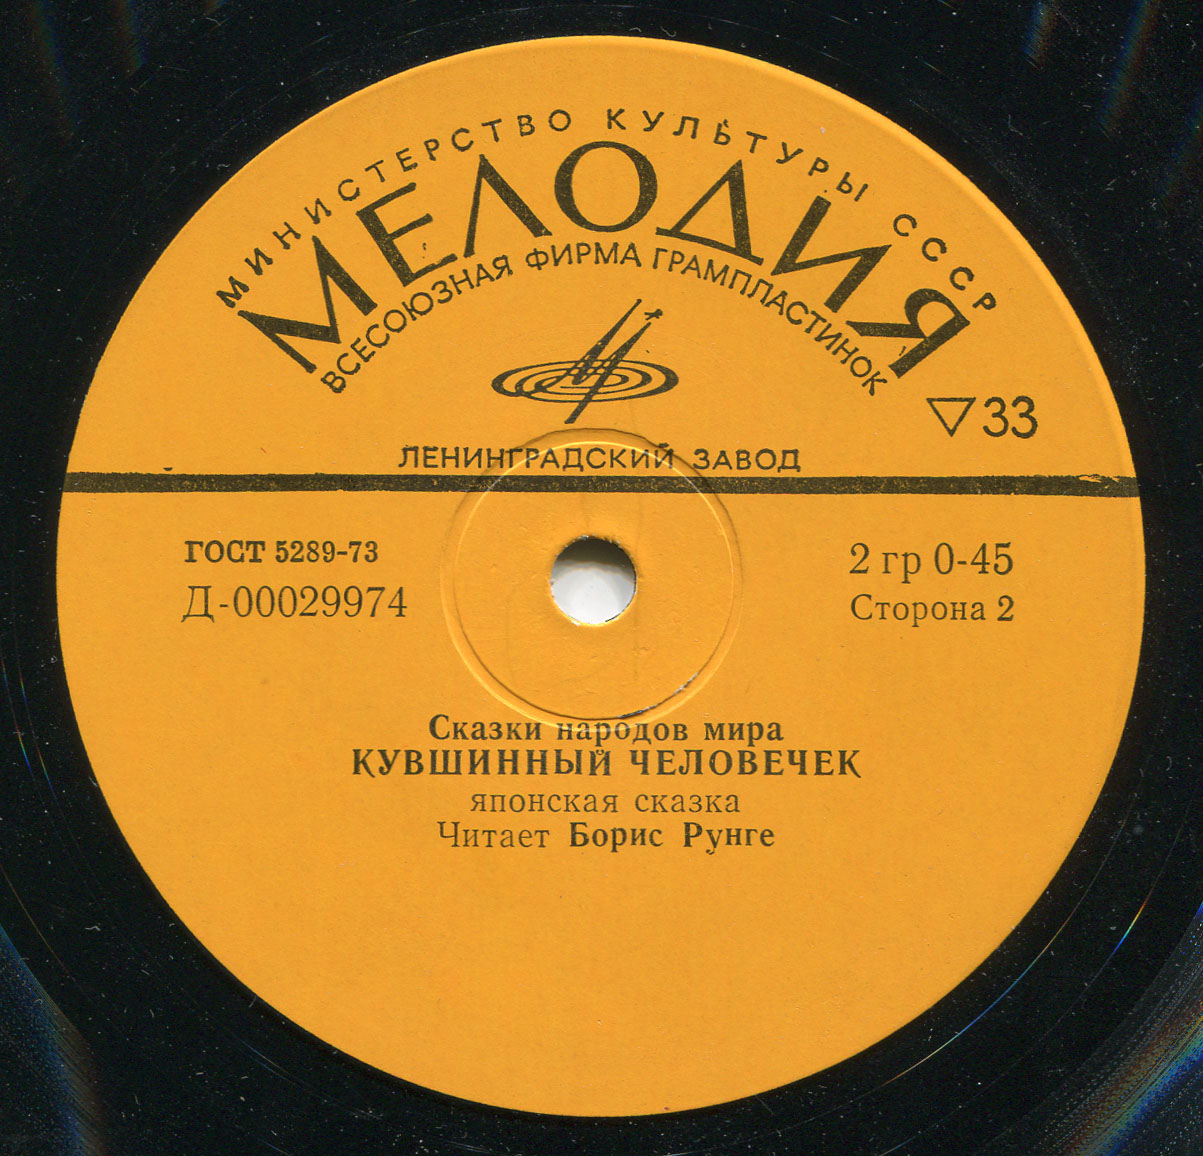 МИНИСТЕРСТВО КУЛЬТУРЫ СССР
МЕЛОДИЯ
ВСЕСОЮЗНАЯ ФИРМА ГРАМПЛАСТИНОК
▽33
ЛЕНИНГРАДСКИЙ ЗАВОД
ГОСТ 5289-73
Д-00029974
2 гр 0-45
Сторона 2
Сказки народов мира
КУВШИННЫЙ ЧЕЛОВЕЧЕК
японская сказка
Читает Борис Рунге